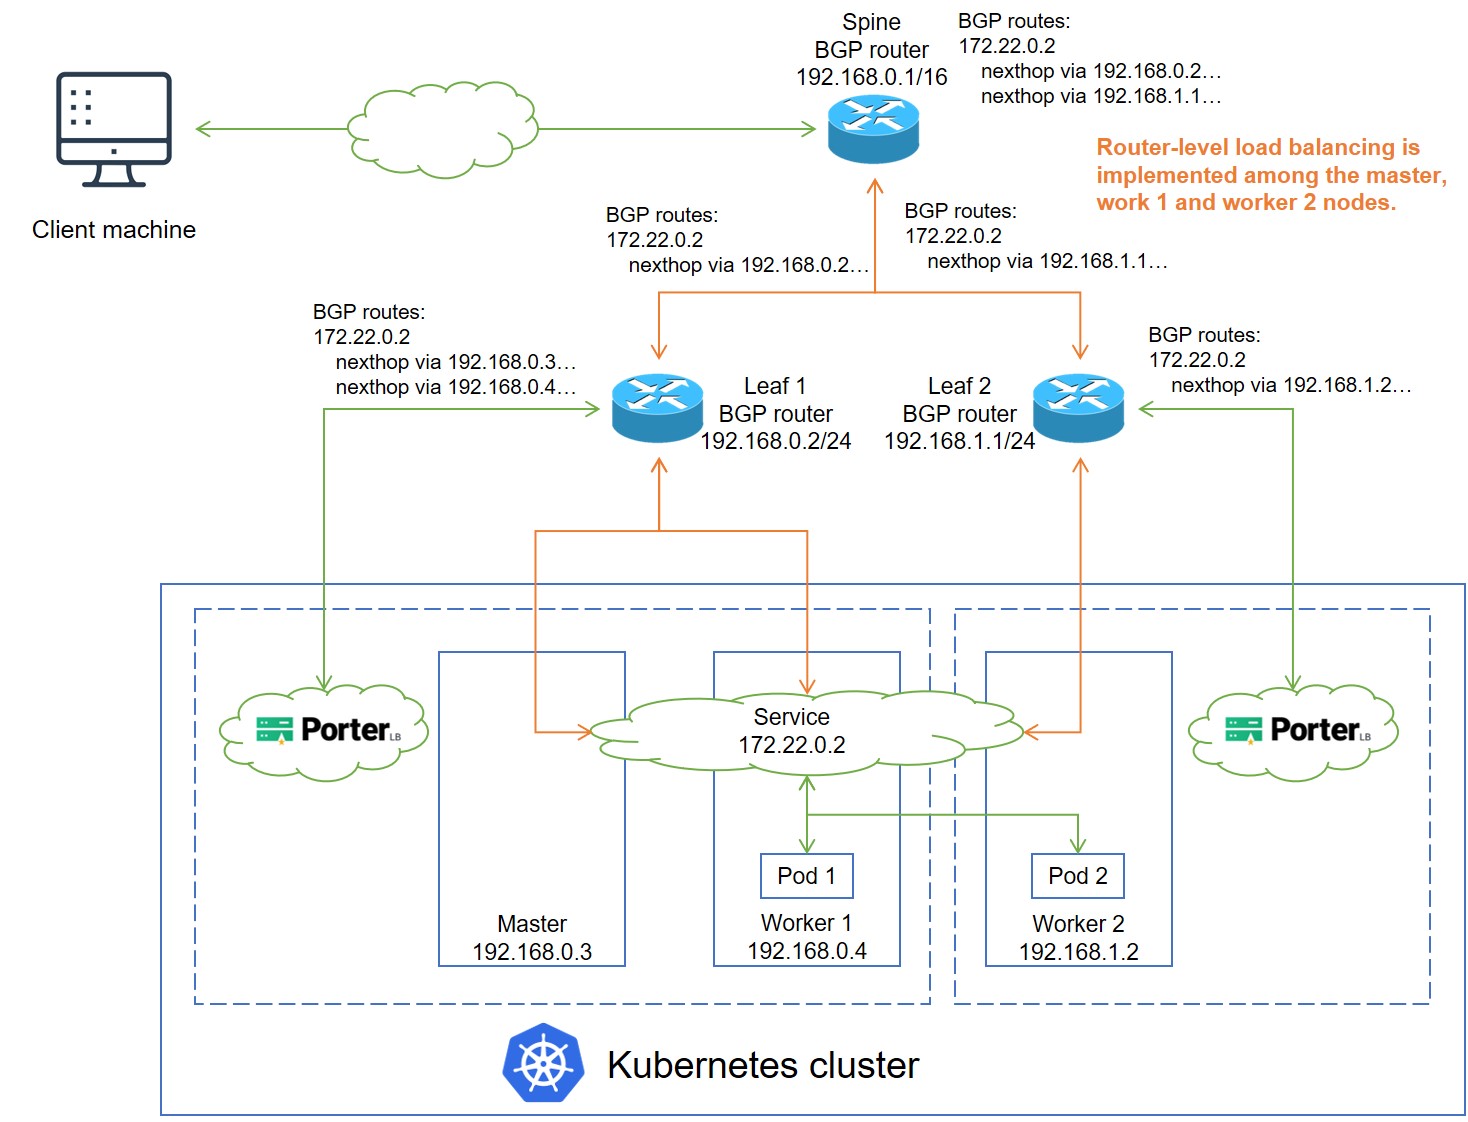 Spine
BGP router
192.168.0.1/16
BGP routes:
172.22.0.2
nexthop via 192.168.0.2…
nexthop via 192.168.1.1…
Router-level load balancing is
implemented among the master,
work 1 and worker 2 nodes.
Client machine
BGP routes:
172.22.0.2
nexthop via 192.168.0.2…
BGP routes:
172.22.0.2
nexthop via 192.168.1.1…
BGP routes:
172.22.0.2
nexthop via 192.168.0.3…
nexthop via 192.168.0.4…
Leaf 1
BGP router
192.168.0.2/24
Leaf 2
BGP router
192.168.1.1/24
BGP routes:
172.22.0.2
nexthop via 192.168.1.2…
Porter LB
Service
172.22.0.2
Porter LB
Pod 1
Pod 2
Master
192.168.0.3
Worker 1
192.168.0.4
Worker 2
192.168.1.2
Kubernetes cluster